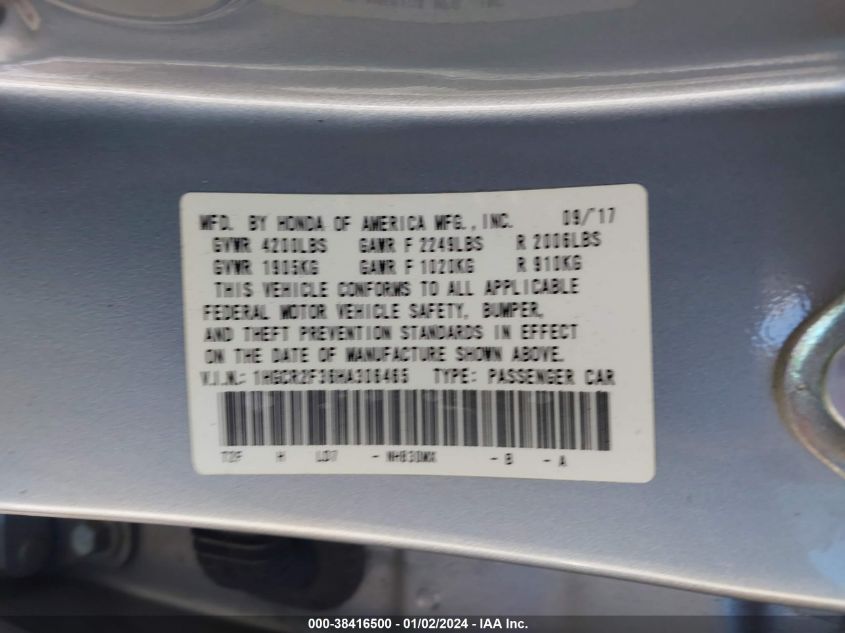 MFD. BY HONDA OF AMERICA MFG., INC. 09/'17
GVWR 4200LBS GAWR F 2249LBS R 2006LBS
GVWR 1905KG GAWR F 1020KG R 910KG
THIS VEHICLE CONFORMS TO ALL APPLICABLE
FEDERAL MOTOR VEHICLE SAFETY, BUMPER,
AND THEFT PREVENTION STANDARDS IN EFFECT
ON THE DATE OF MANUFACTURE SHOWN ABOVE.
V.I.N.: 1HGCR2F36HA306465 TYPE: PASSENGER CAR
T2F H LD7 - NH830MX - B - A
000-38416500 - 01/02/2024 - IAA Inc.